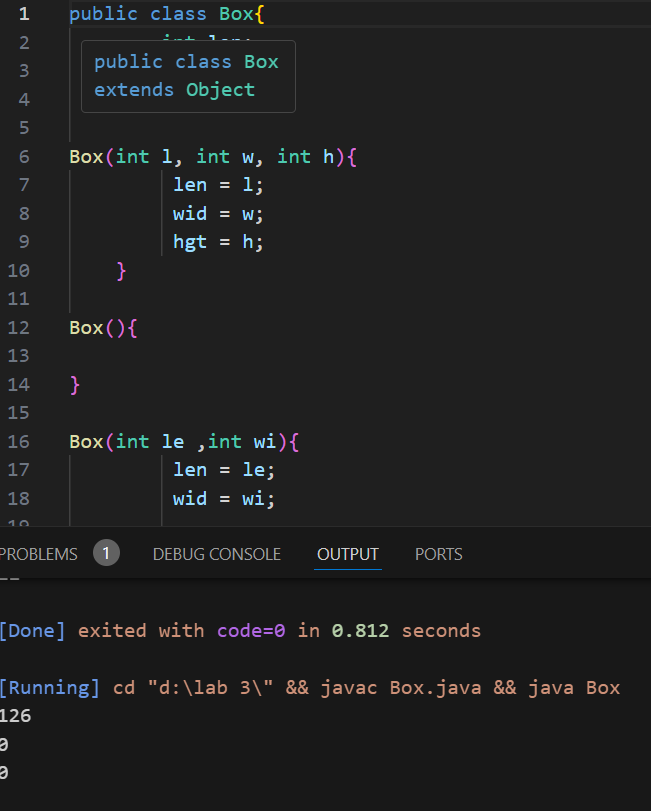 1 public class Box{
2
3 public class Box
4 extends Object
5
6 Box(int l, int w, int h){
7 len = l;
8 wid = w;
9 hgt = h;
10 }
11
12 Box(){
13
14 }
15
16 Box(int le ,int wi){
17 len = le;
18 wid = wi;
19
PROBLEMS 1 DEBUG CONSOLE OUTPUT PORTS
[Done] exited with code=0 in 0.812 seconds
[Running] cd "d:\lab 3\" && javac Box.java && java Box
126
0
0